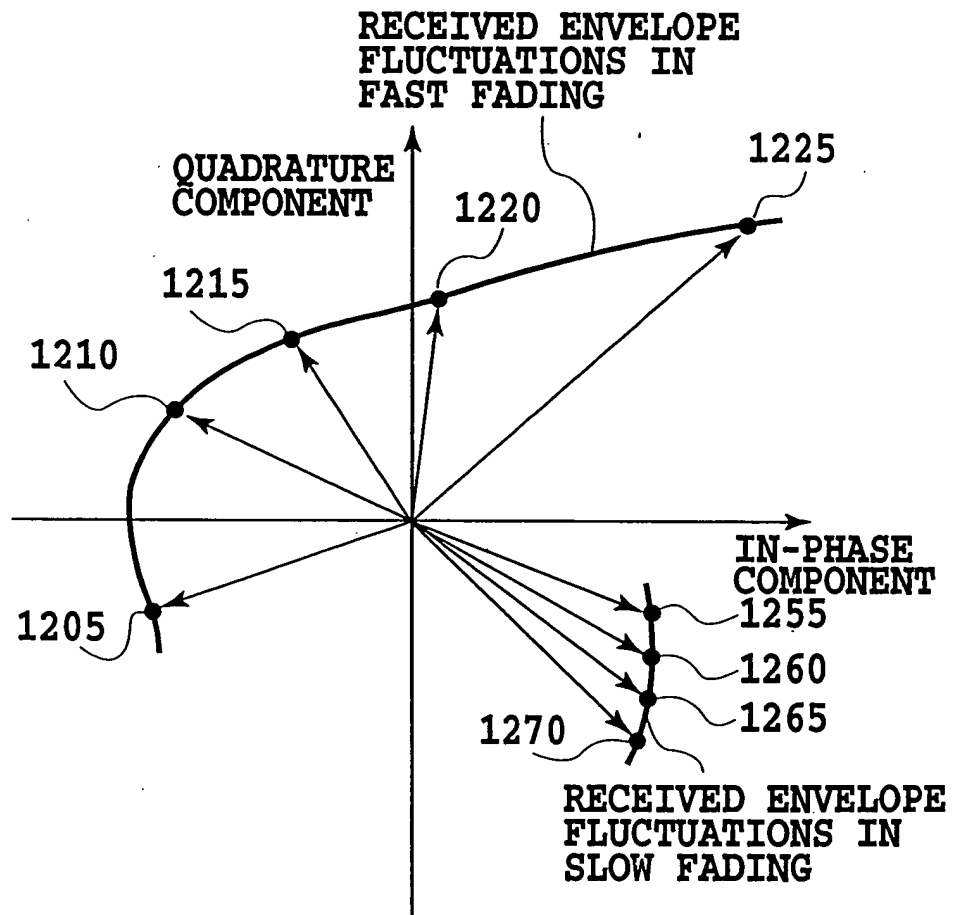 RECEIVED ENVELOPE
FLUCTUATIONS IN
FAST FADING
QUADRATURE
COMPONENT
1225
1220
1215
1210
IN-PHASE
COMPONENT
1205
1255
1260
1265
1270
RECEIVED ENVELOPE
FLUCTUATIONS IN
SLOW FADING